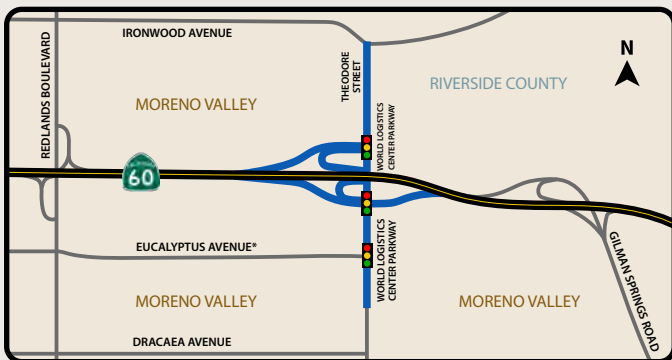 IRONWOOD AVENUE
REDLANDS BOULEVARD
THEODORE
STREET
N
RIVERSIDE COUNTY
MORENO VALLEY
WORLD LOGISTICS
CENTER PARKWAY
CALIFORNIA
60
EUCALYPTUS AVENUE*
WORLD LOGISTICS
CENTER PARKWAY
GILMAN SPRINGS ROAD
MORENO VALLEY
MORENO VALLEY
DRACAEA AVENUE